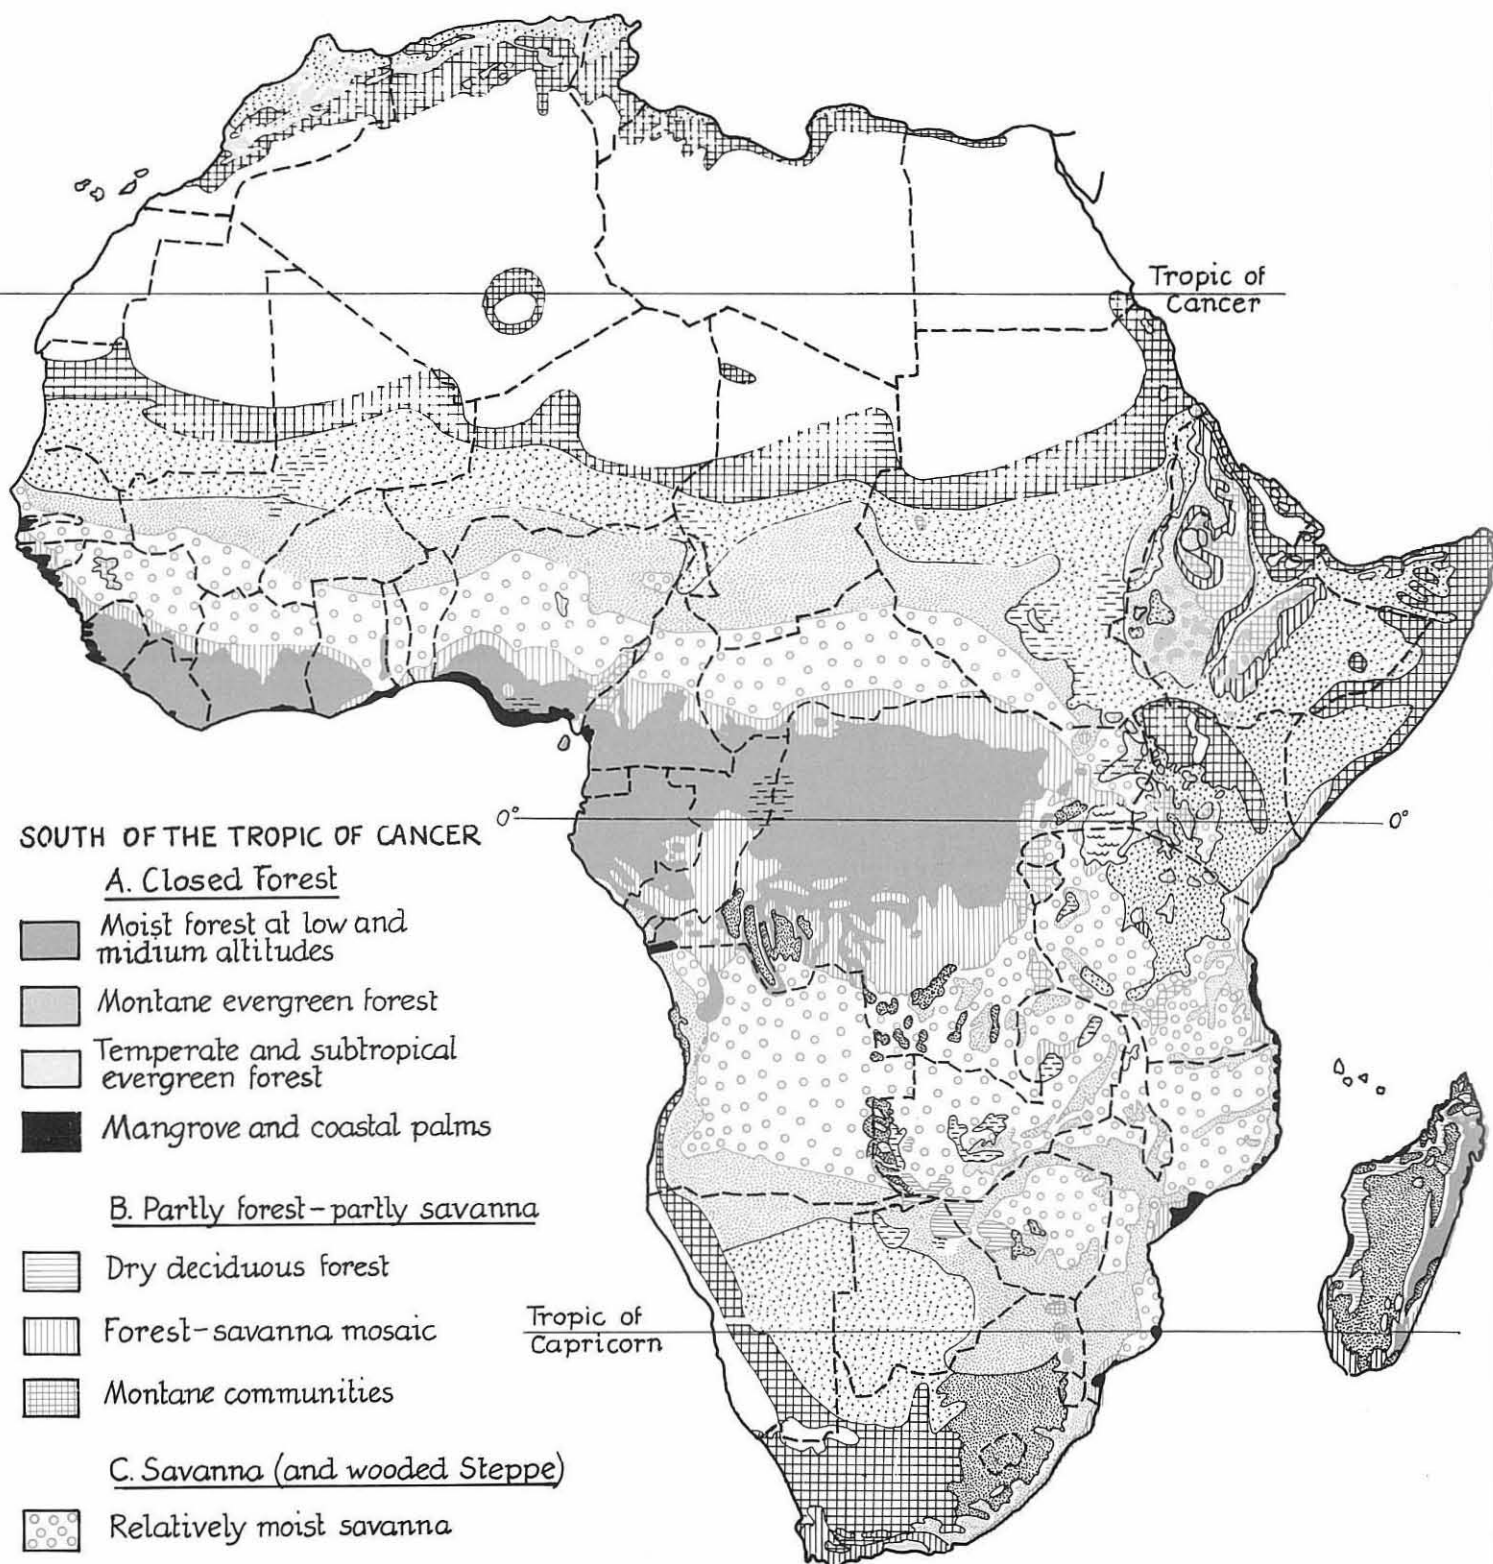 Tropic of
Cancer
0°
0°
SOUTH OF THE TROPIC OF CANCER
A. Closed Forest
Moist forest at low and
midium altitudes
Montane evergreen forest
Temperate and subtropical
evergreen forest
Mangrove and coastal palms
B. Partly forest-partly savanna
Dry deciduous forest
Forest-savanna mosaic
Montane communities
C. Savanna (and wooded Steppe)
Relatively moist savanna
Tropic of
Capricorn